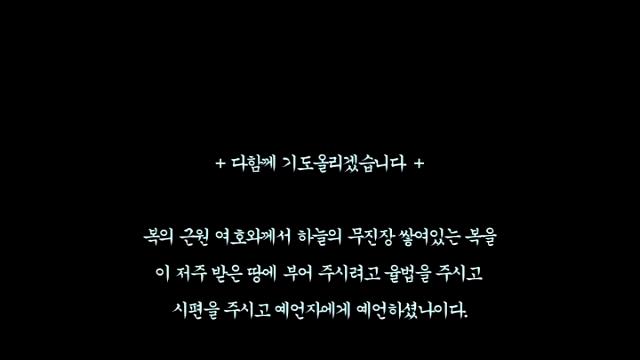 + 다함께 기도올리겠습니다 +
복의 근원 여호와께서 하늘의 무진장 쌓여있는 복을
이 저주 받은 땅에 부어 주시려고 율법을 주시고
시편을 주시고 예언자에게 예언하셨나이다.